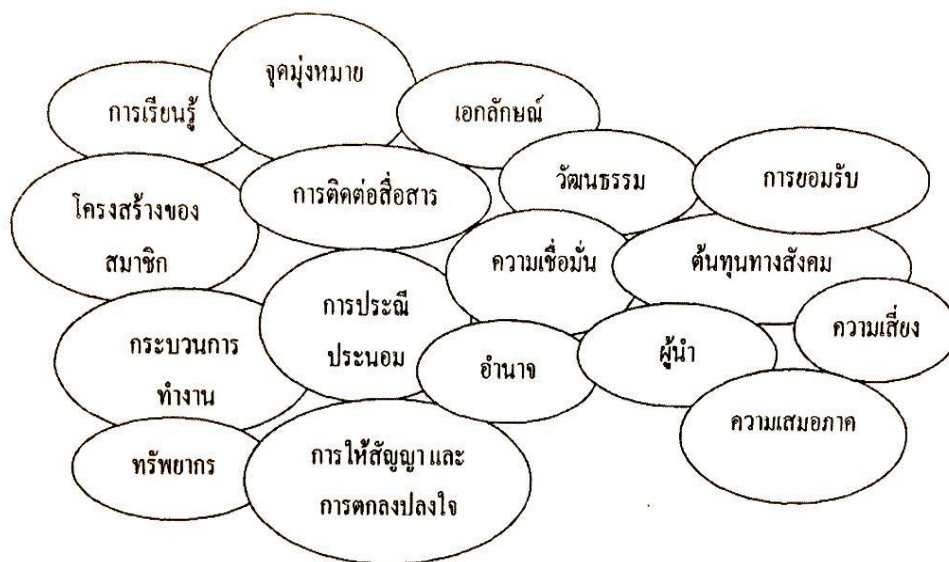 จุดมุ่งหมาย
การเรียนรู้
เอกลักษณ์
วัฒนธรรม
การยอมรับ
การติดต่อสื่อสาร
โครงสร้างของ
สมาชิก
ความเชื่อมั่น
ต้นทุนทางสังคม
การประณี
ประนอม
ความเสี่ยง
กระบวนการ
ทำงาน
อำนาจ
ผู้นำ
ความเสมอภาค
ทรัพยากร
การให้สัญญา และ
การตกลงปลงใจ